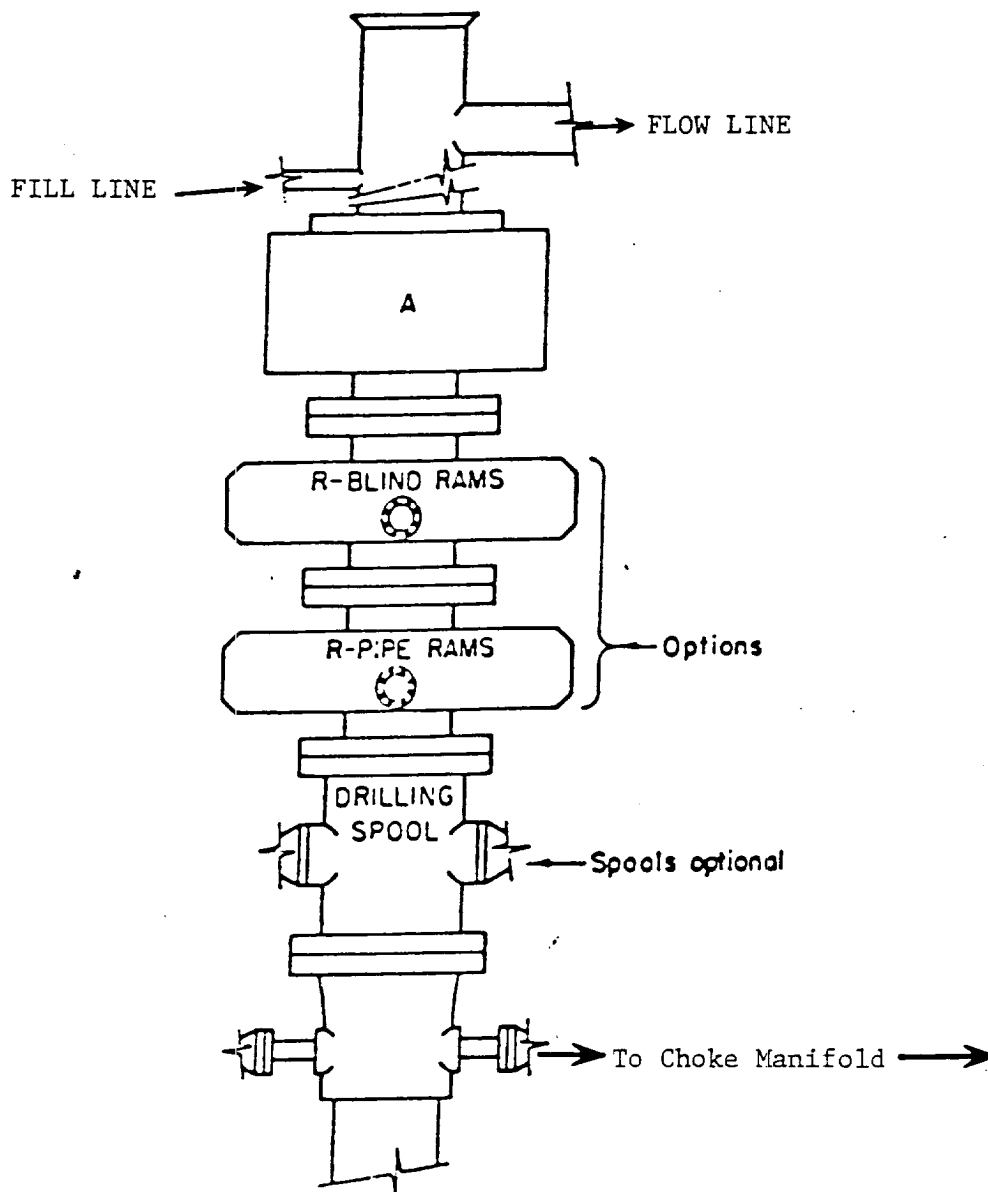 FLOW LINE
FILL LINE
A
R-BLIND RAMS
R-PIPE RAMS
Options
DRILLING
SPOOL
Spools optional
To Choke Manifold